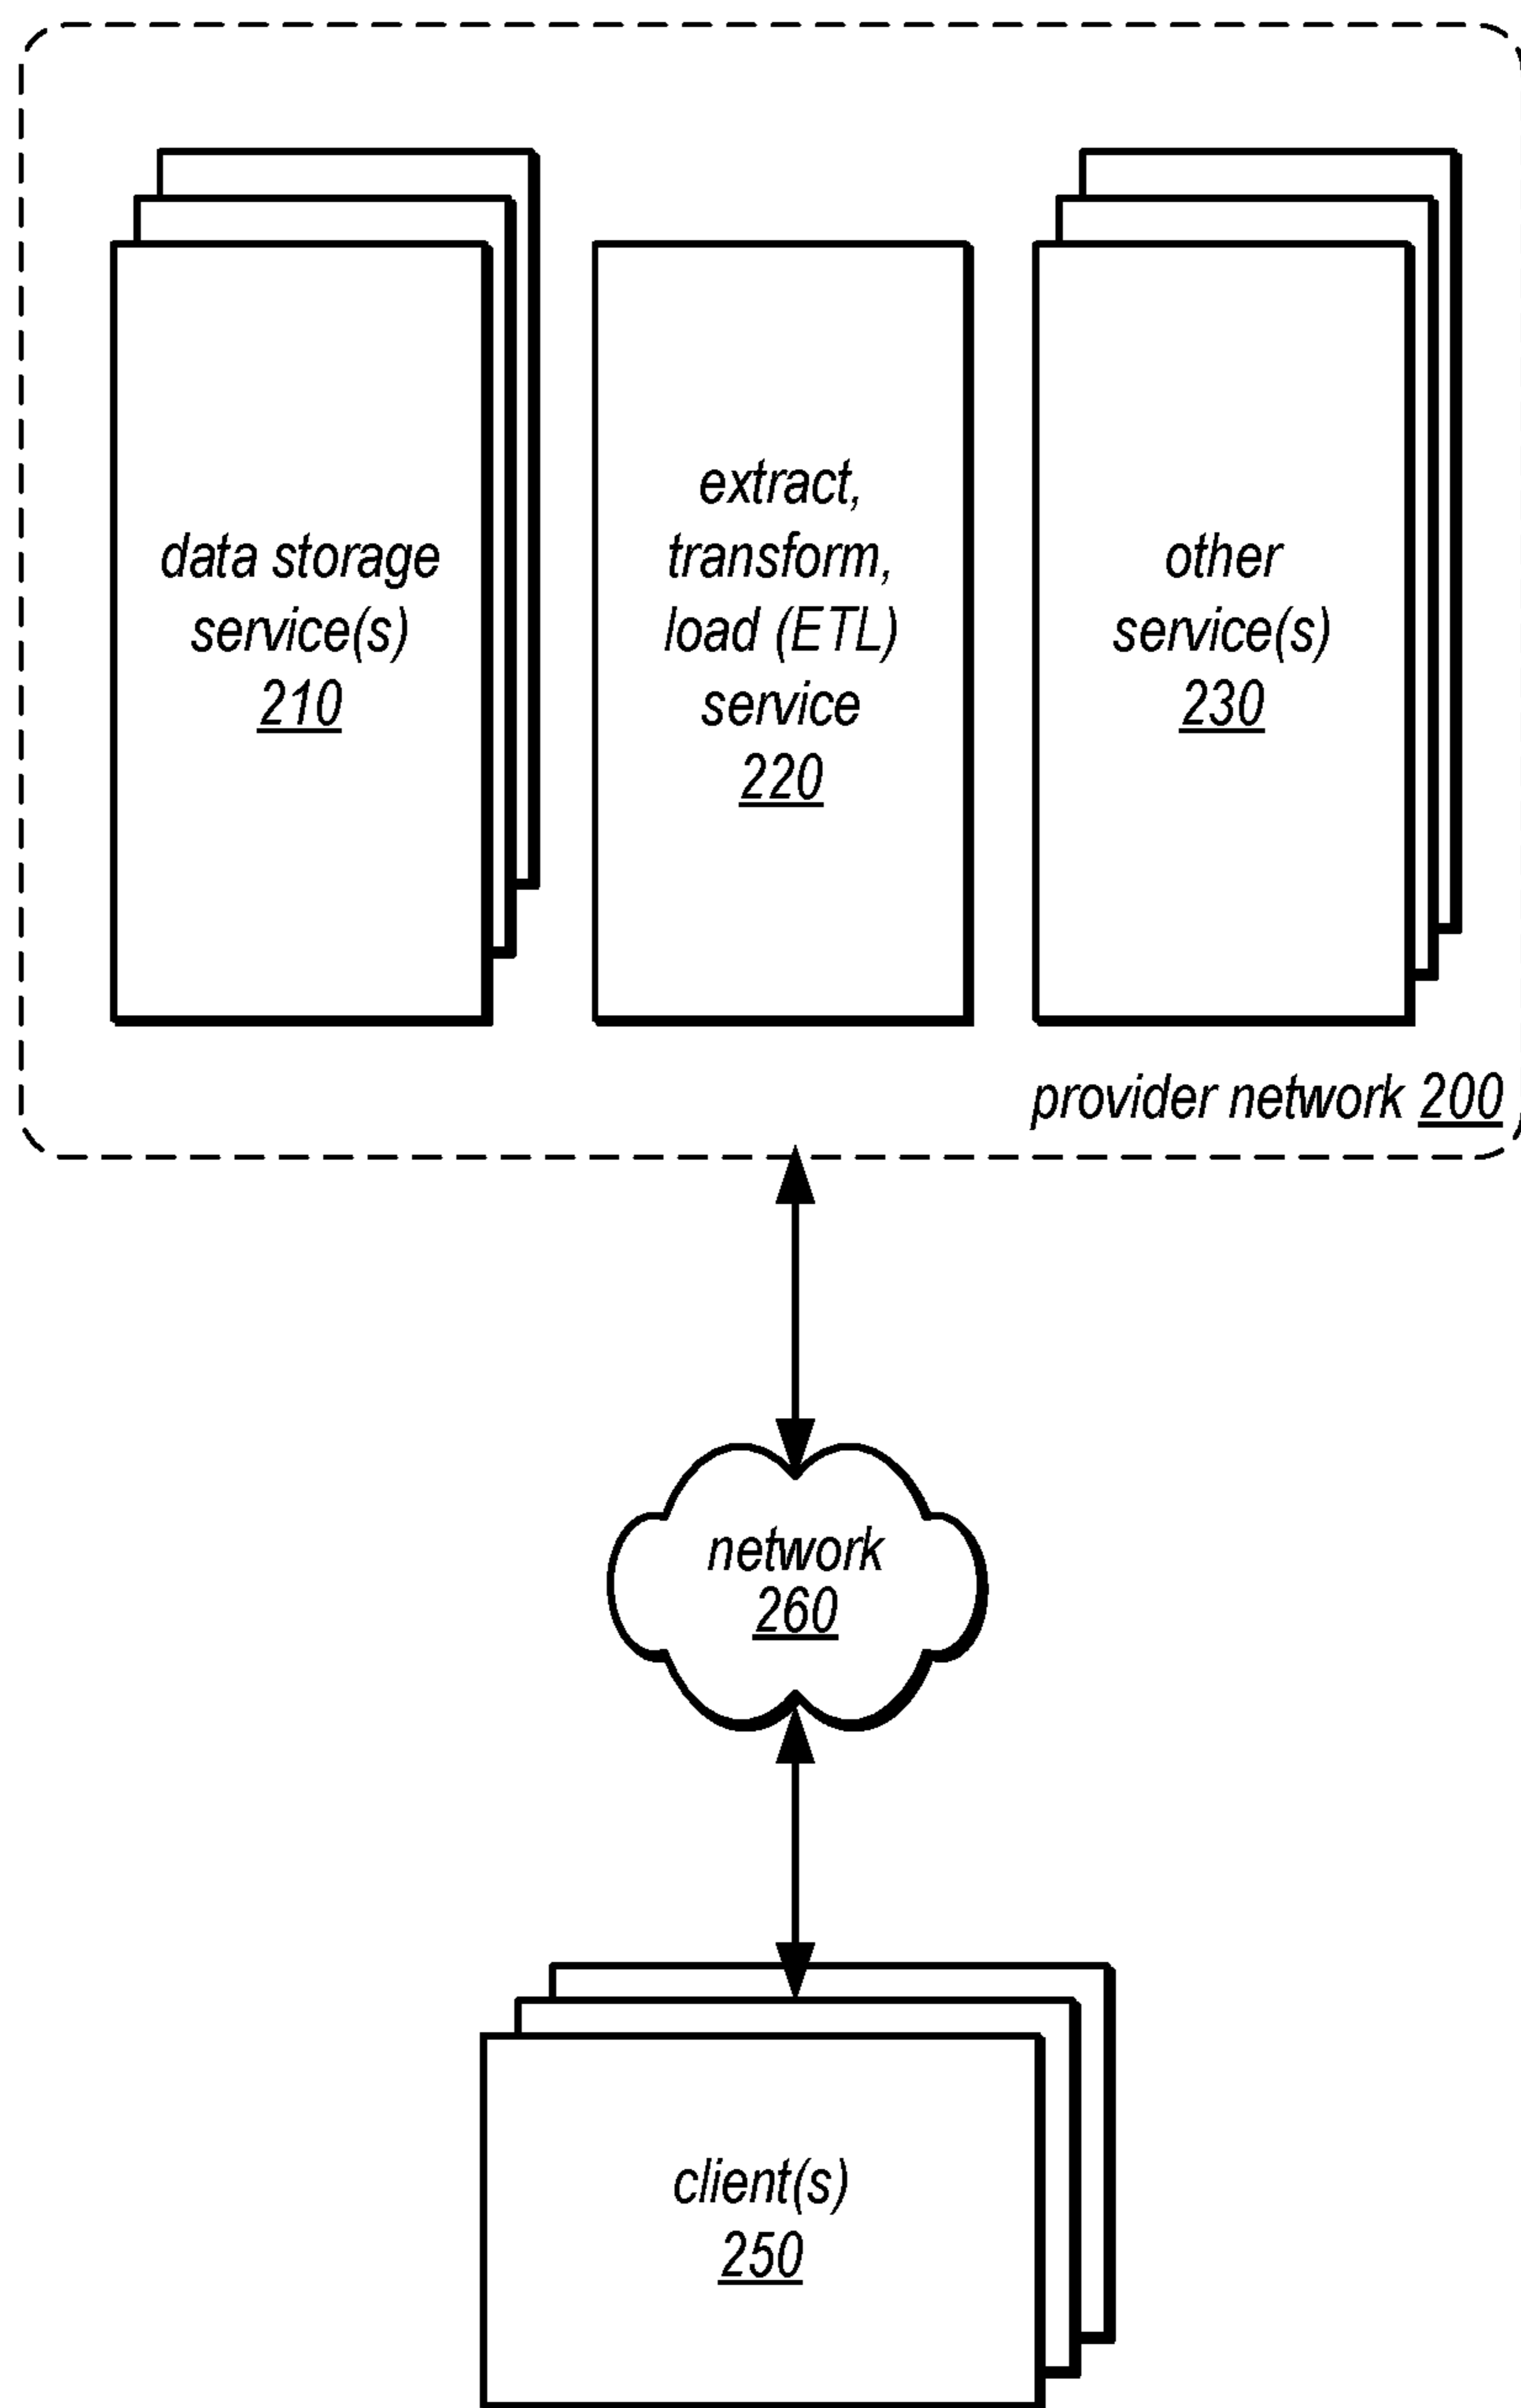 data storage
service(s)
210
extract,
transform,
load (ETL)
service
220
other
service(s)
230
provider network 200
network
260
client(s)
250